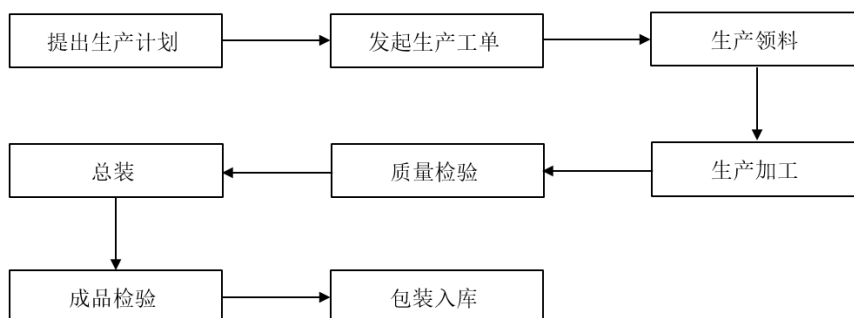 提出生产计划
发起生产工单
生产领料
生产加工
质量检验
总装
成品检验
包装入库